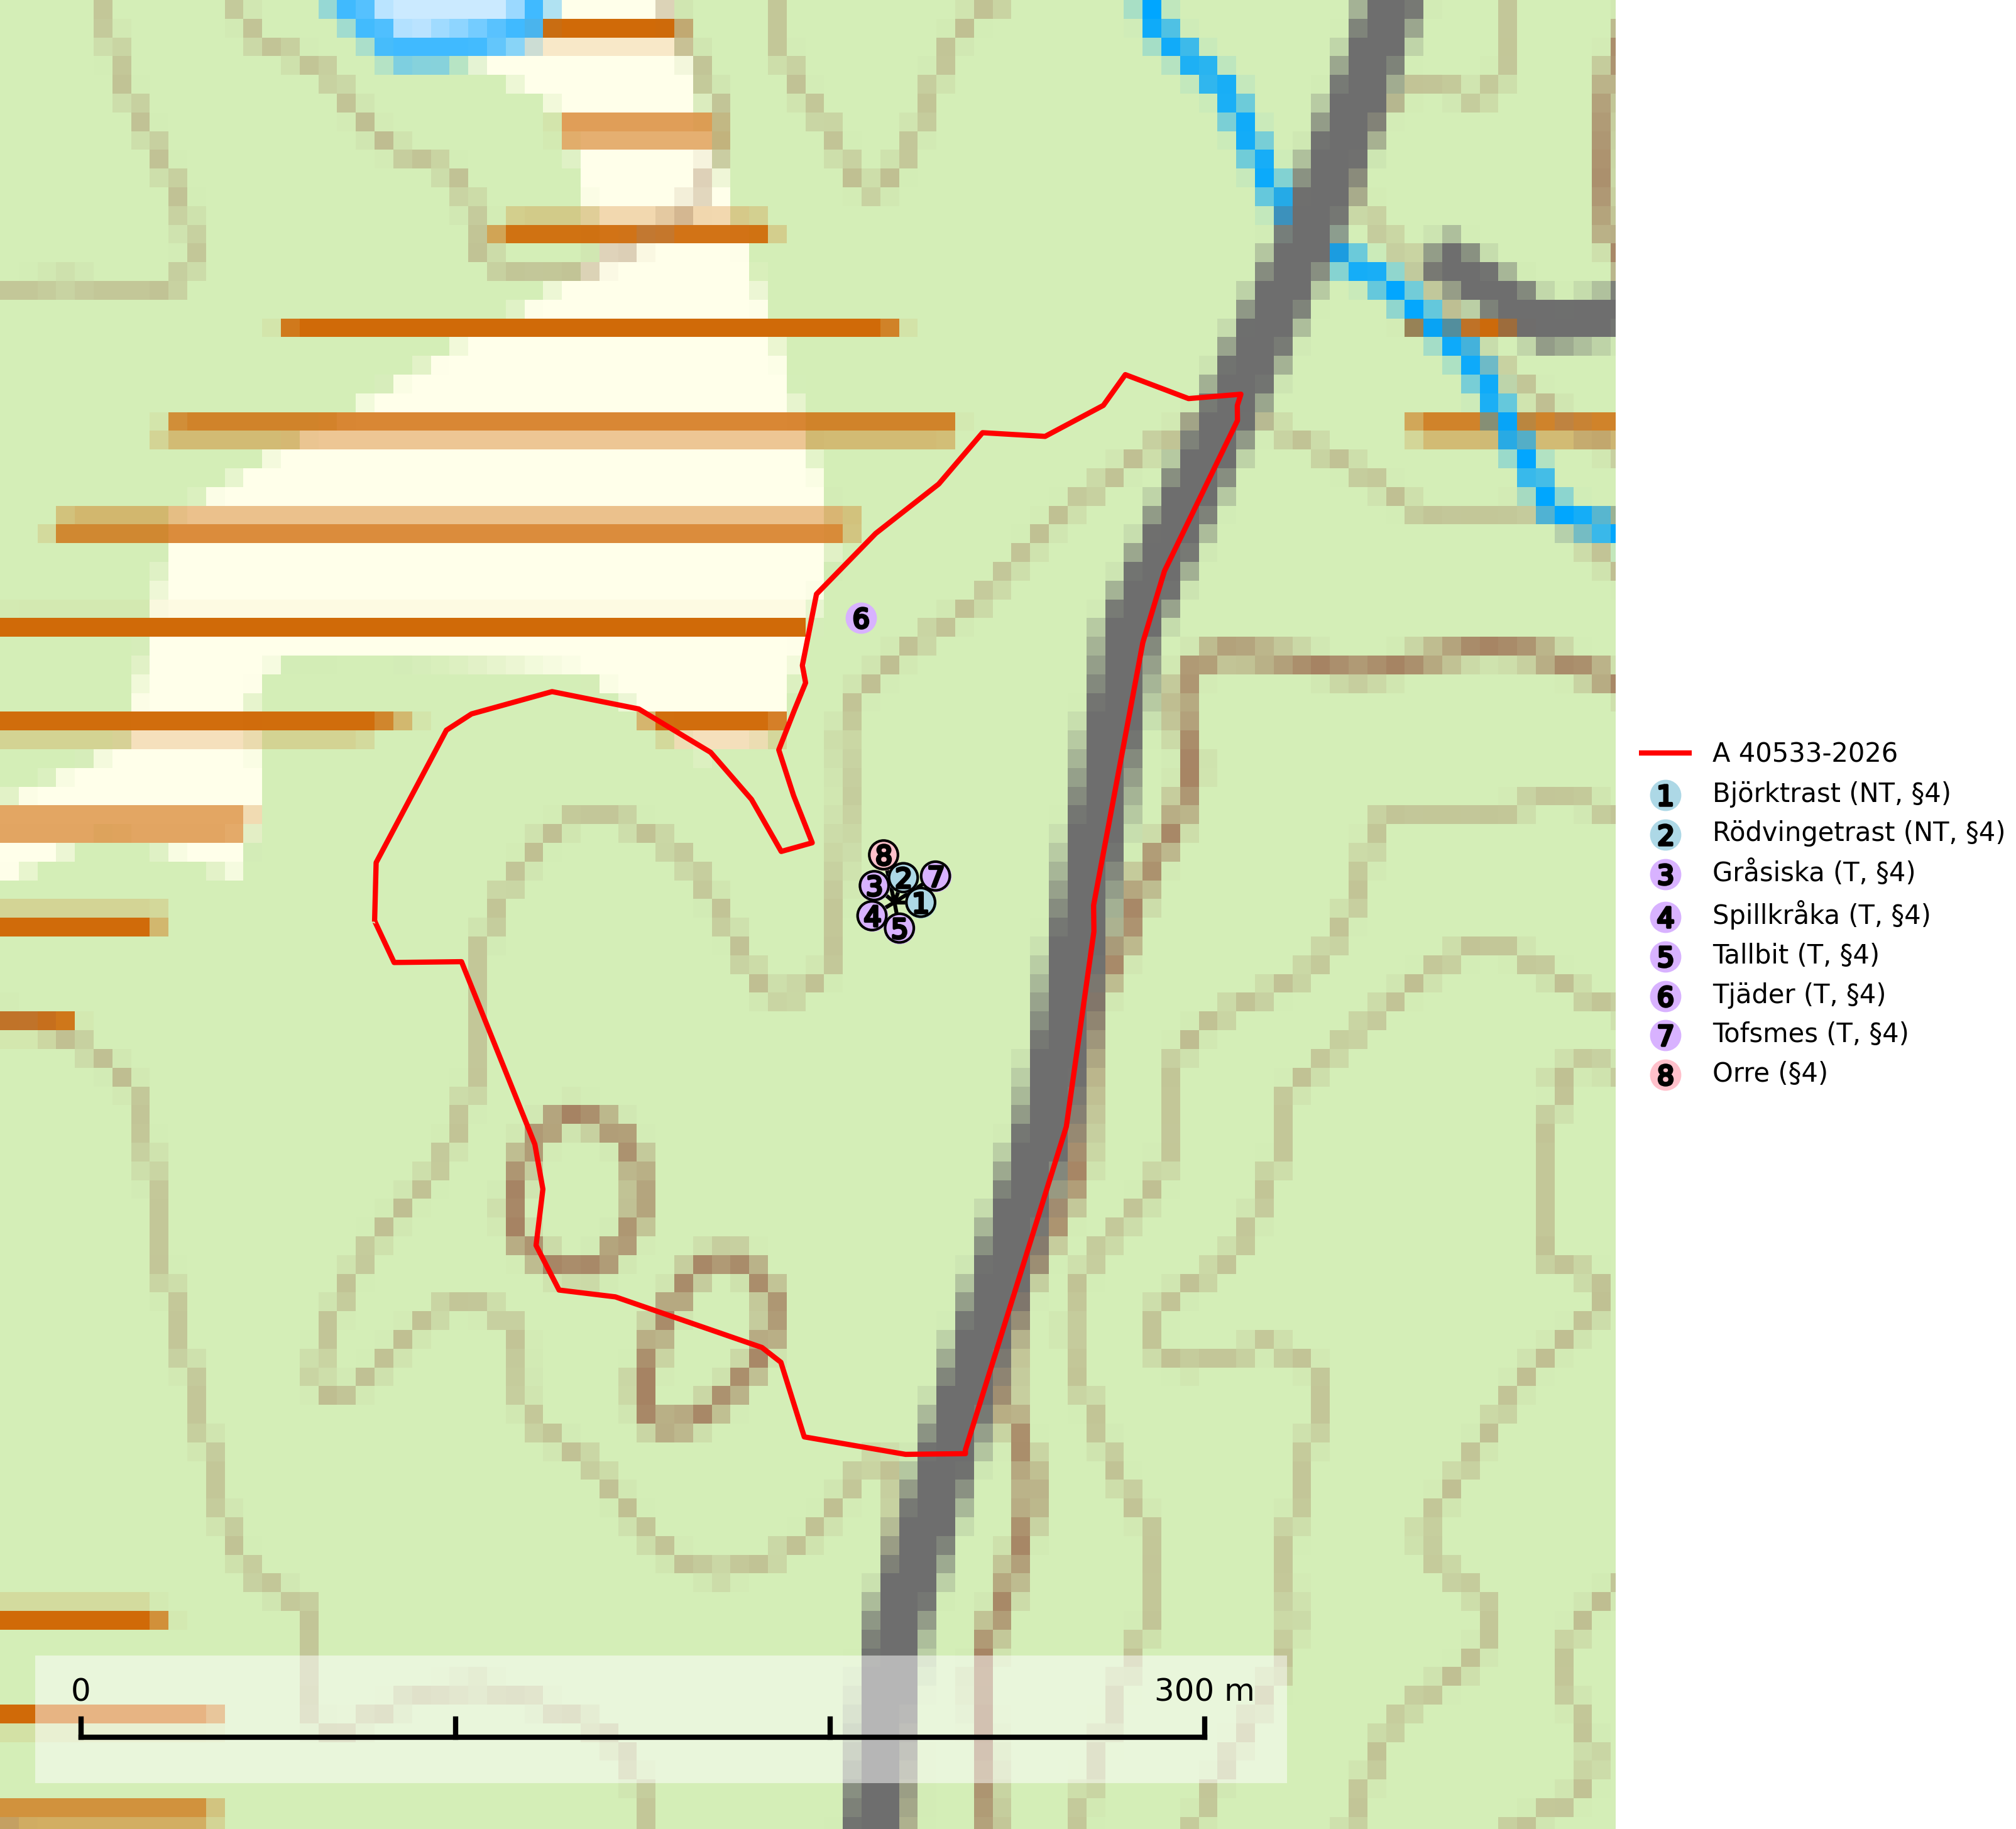 6
8
2
7
3
1
4
5
A 40533-2026
1 Björktrast (NT, §4)
2 Rödvingetrast (NT, §4)
3 Gråsiska (T, §4)
4 Spillkråka (T, §4)
5 Tallbit (T, §4)
6 Tjäder (T, §4)
7 Tofsmes (T, §4)
8 Orre (§4)
0 300 m